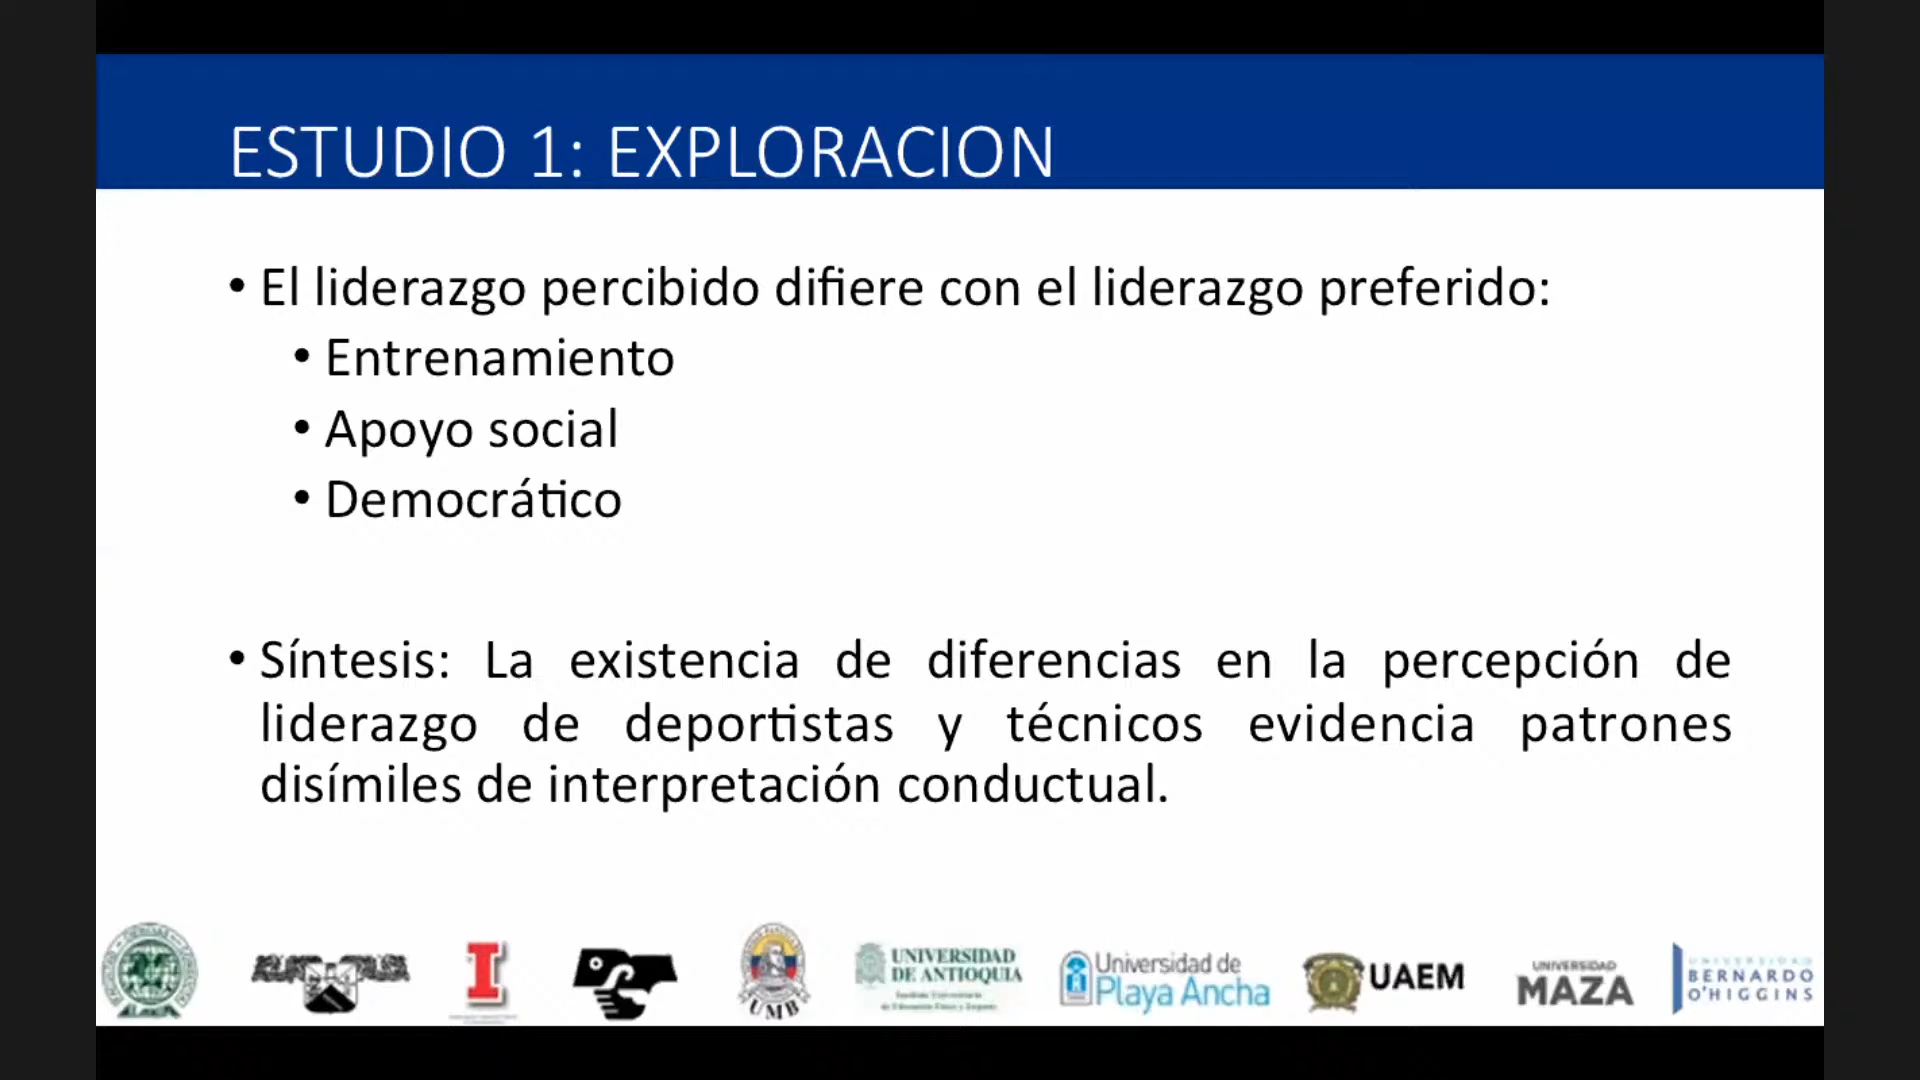 ESTUDIO 1: EXPLORACION
• El liderazgo percibido difiere con el liderazgo preferido:
• Entrenamiento
• Apoyo social
• Democrático
• Síntesis: La existencia de diferencias en la percepción de
liderazgo de deportistas y técnicos evidencia patrones
disímiles de interpretación conductual.
I
UMB
UNIVERSIDAD
DE ANTIOQUIA
Universidad de
Playa Ancha
UAEM
UNIVERSIDAD
MAZA
UNIVERSIDAD
BERNARDO
O'HIGGINS